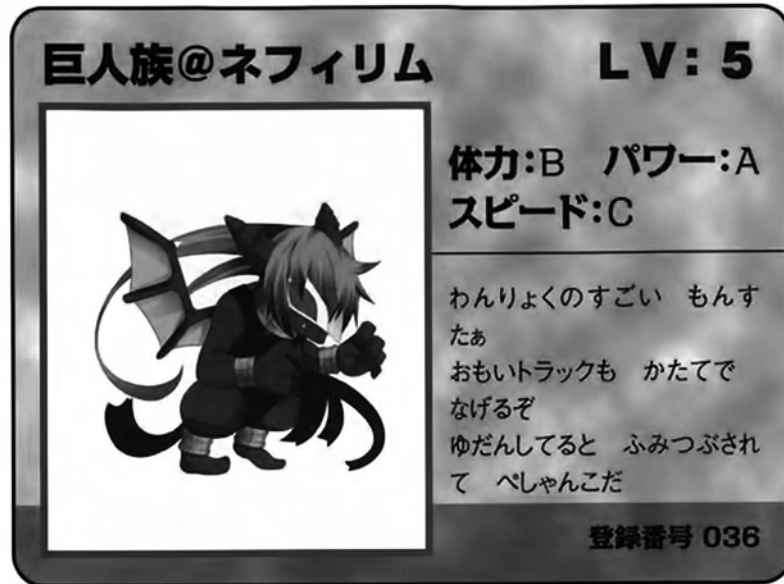 巨人族@ネフィリム LV: 5
体力:B パワー:A
スピード:C
わんりょくのすごい もんす
たぁ
おもいトラックも かたてで
なげるぞ
ゆだんしてると ふみつぶされ
て ぺしゃんこだ
登録番号 036